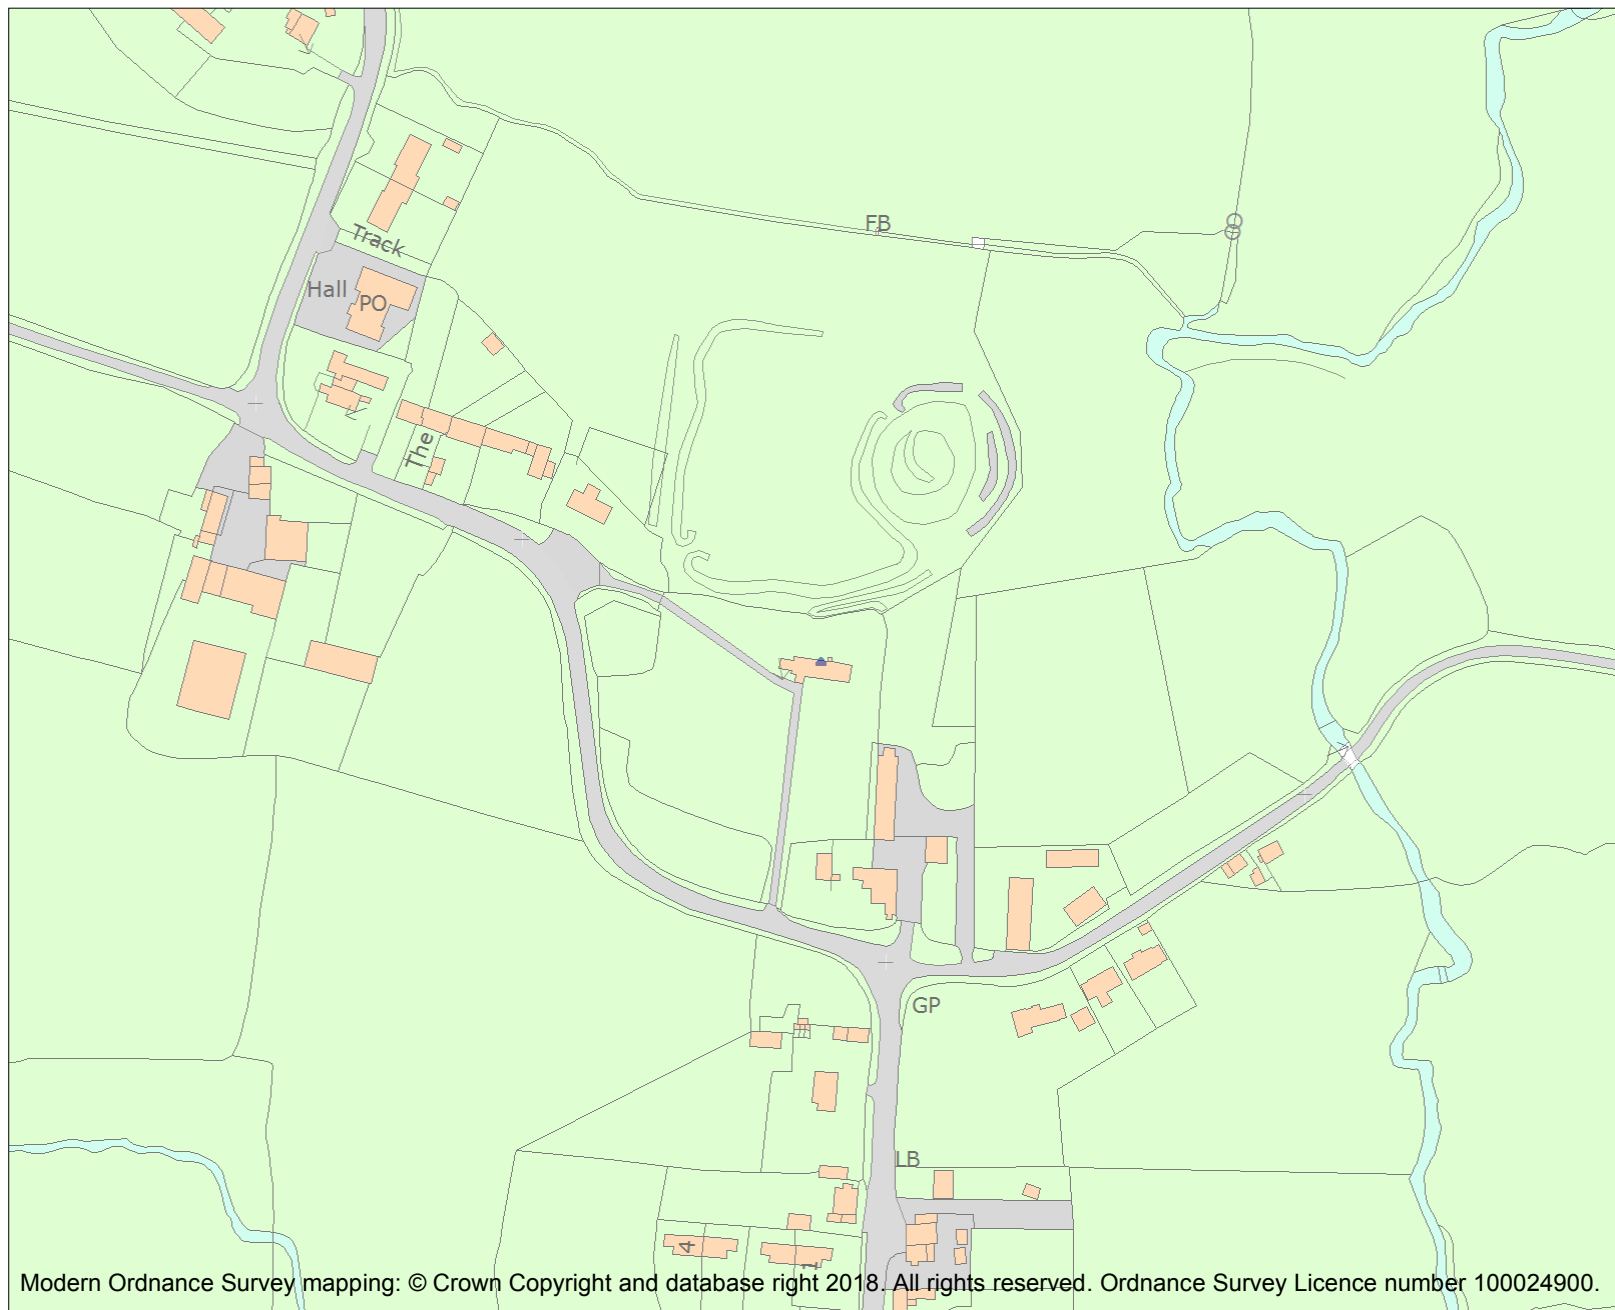 FB
Track
Hall
PO
The
GP
LB
4
1
Modern Ordnance Survey mapping: © Crown Copyright and database right 2018. All rights reserved. Ordnance Survey Licence number 100024900.